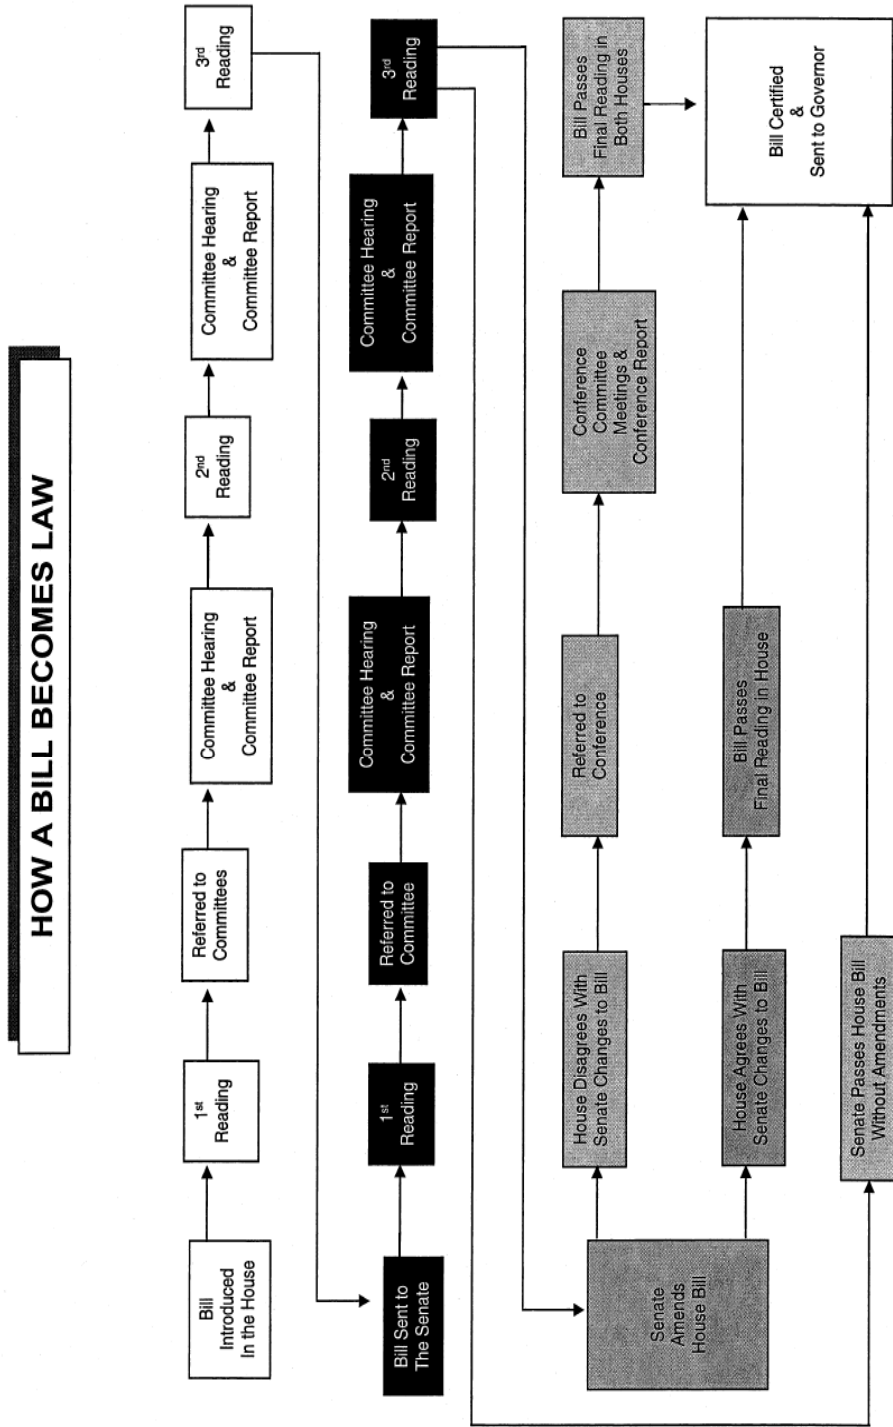 HOW A BILL BECOMES LAW
Bill
Introduced
In the House
1st
Reading
Referred to
Committees
Committee Hearing
&
Committee Report
2nd
Reading
Committee Hearing
&
Committee Report
3rd
Reading
Bill Sent to
The Senate
1st
Reading
Referred to
Committee
Committee Hearing
&
Committee Report
2nd
Reading
Committee Hearing
&
Committee Report
3rd
Reading
Senate
Amends
House Bill
House Disagrees With
Senate Changes to Bill
Referred to
Conference
Conference
Committee
Meetings &
Conference Report
Bill Passes
Final Reading in
Both Houses
House Agrees With
Senate Changes to Bill
Bill Passes
Final Reading in House
Bill Certified
&
Sent to Governor
Senate Passes House Bill
Without Amendments